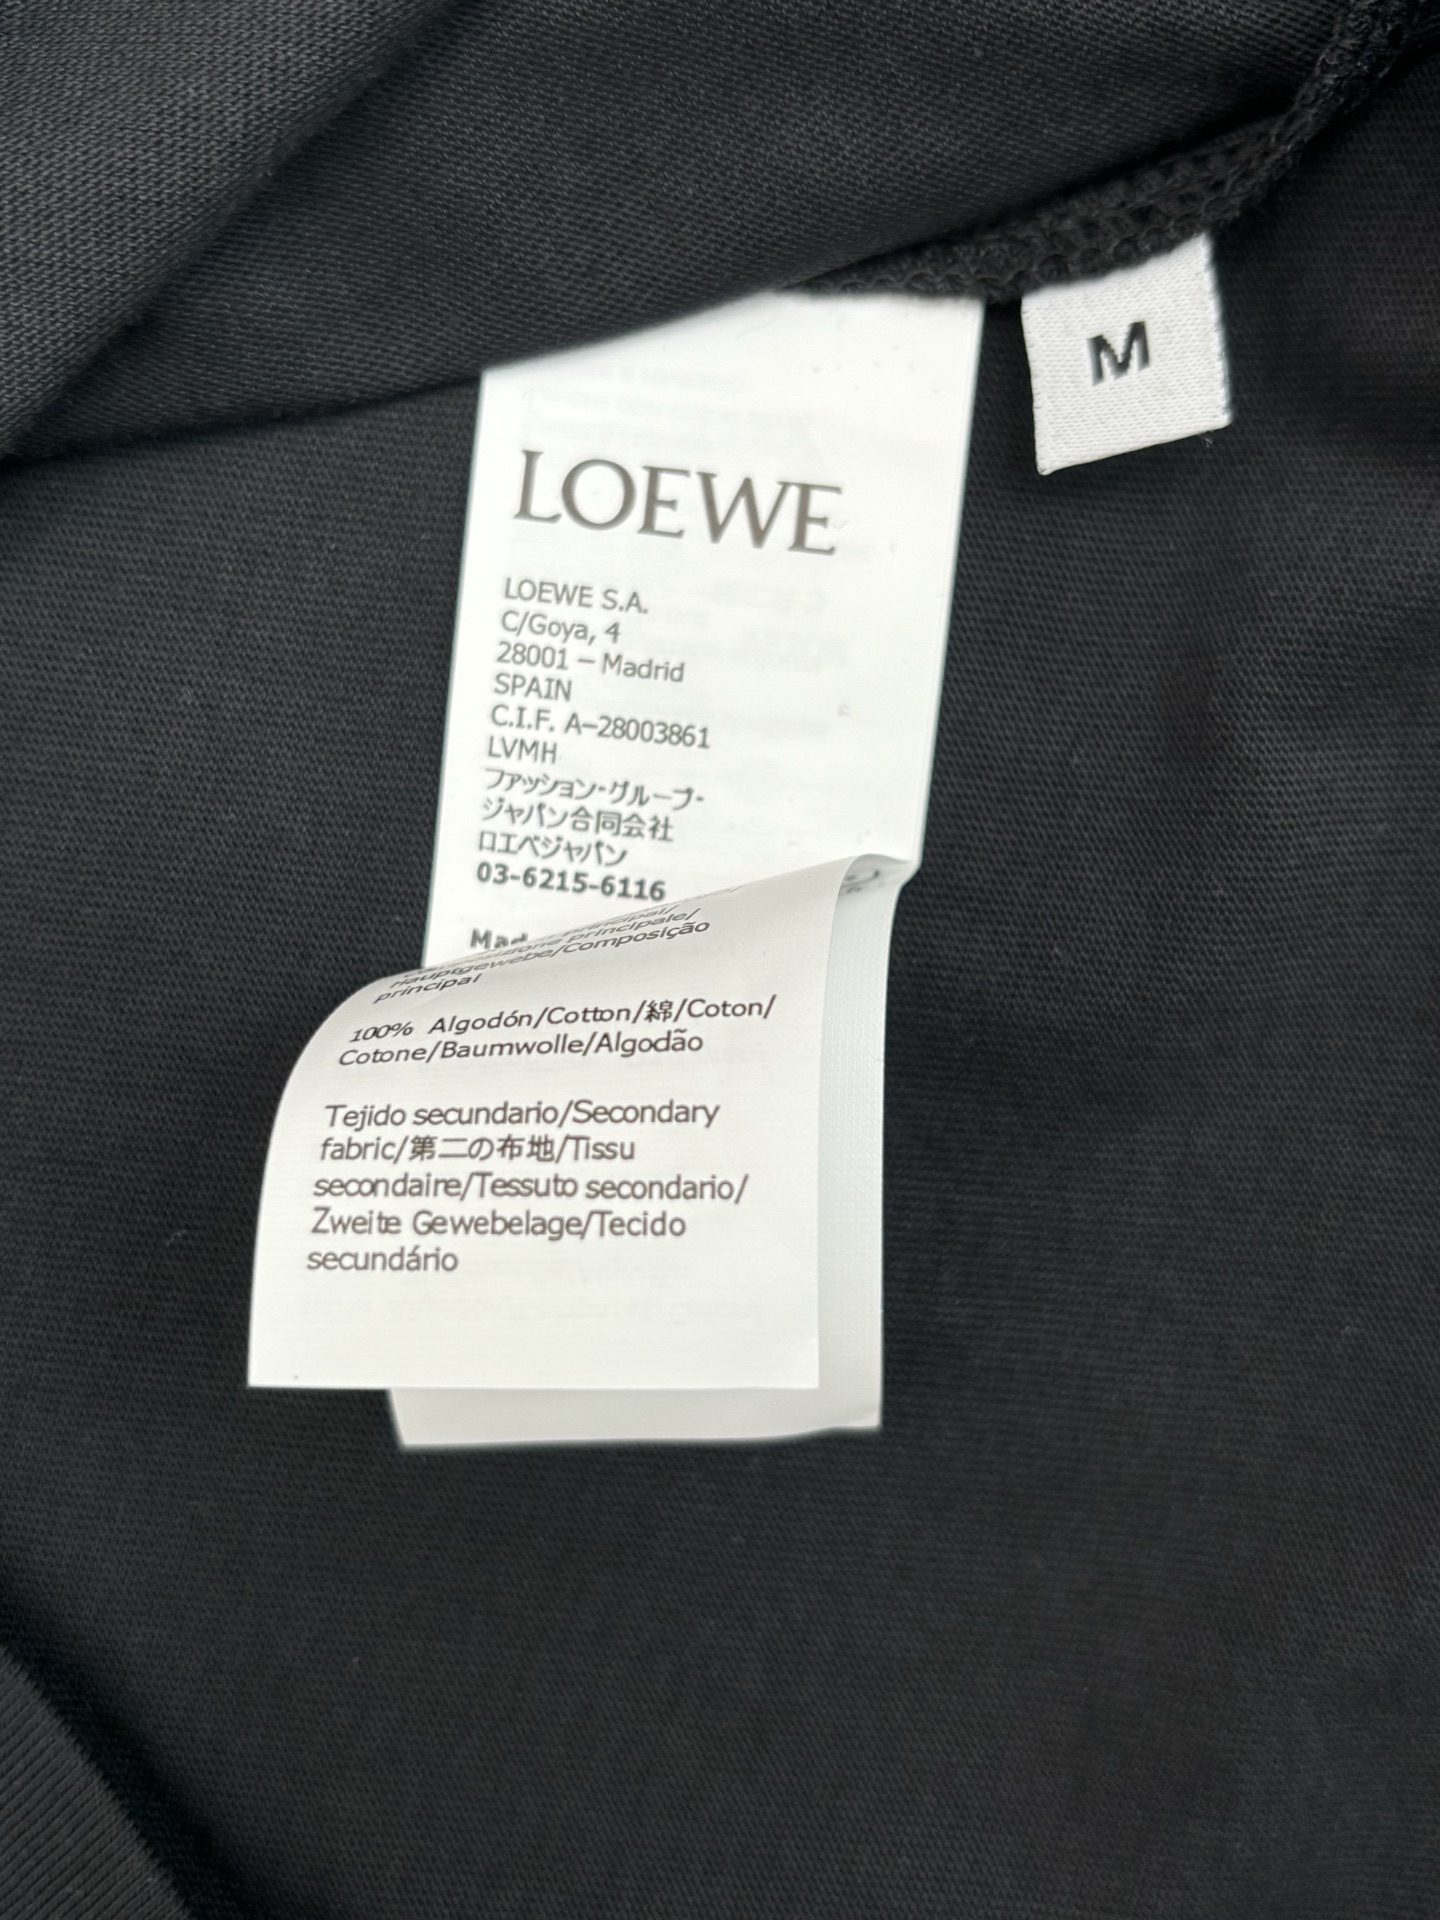 M
LOEWE
LOEWE S.A.
C/Goya, 4
28001 – Madrid
SPAIN
C.I.F. A–28003861
LVMH
ファッション・グループ・
ジャパン合同会社
ロエベジャパン
03-6215-6116
principale/
Hauptgewebe/Composição
principal
100% Algodón/Cotton/綿/Coton/
Cotone/Baumwolle/Algodão
Tejido secundario/Secondary
fabric/第二の布地/Tissu
secondaire/Tessuto secondario/
Zweite Gewebelage/Tecido
secundário